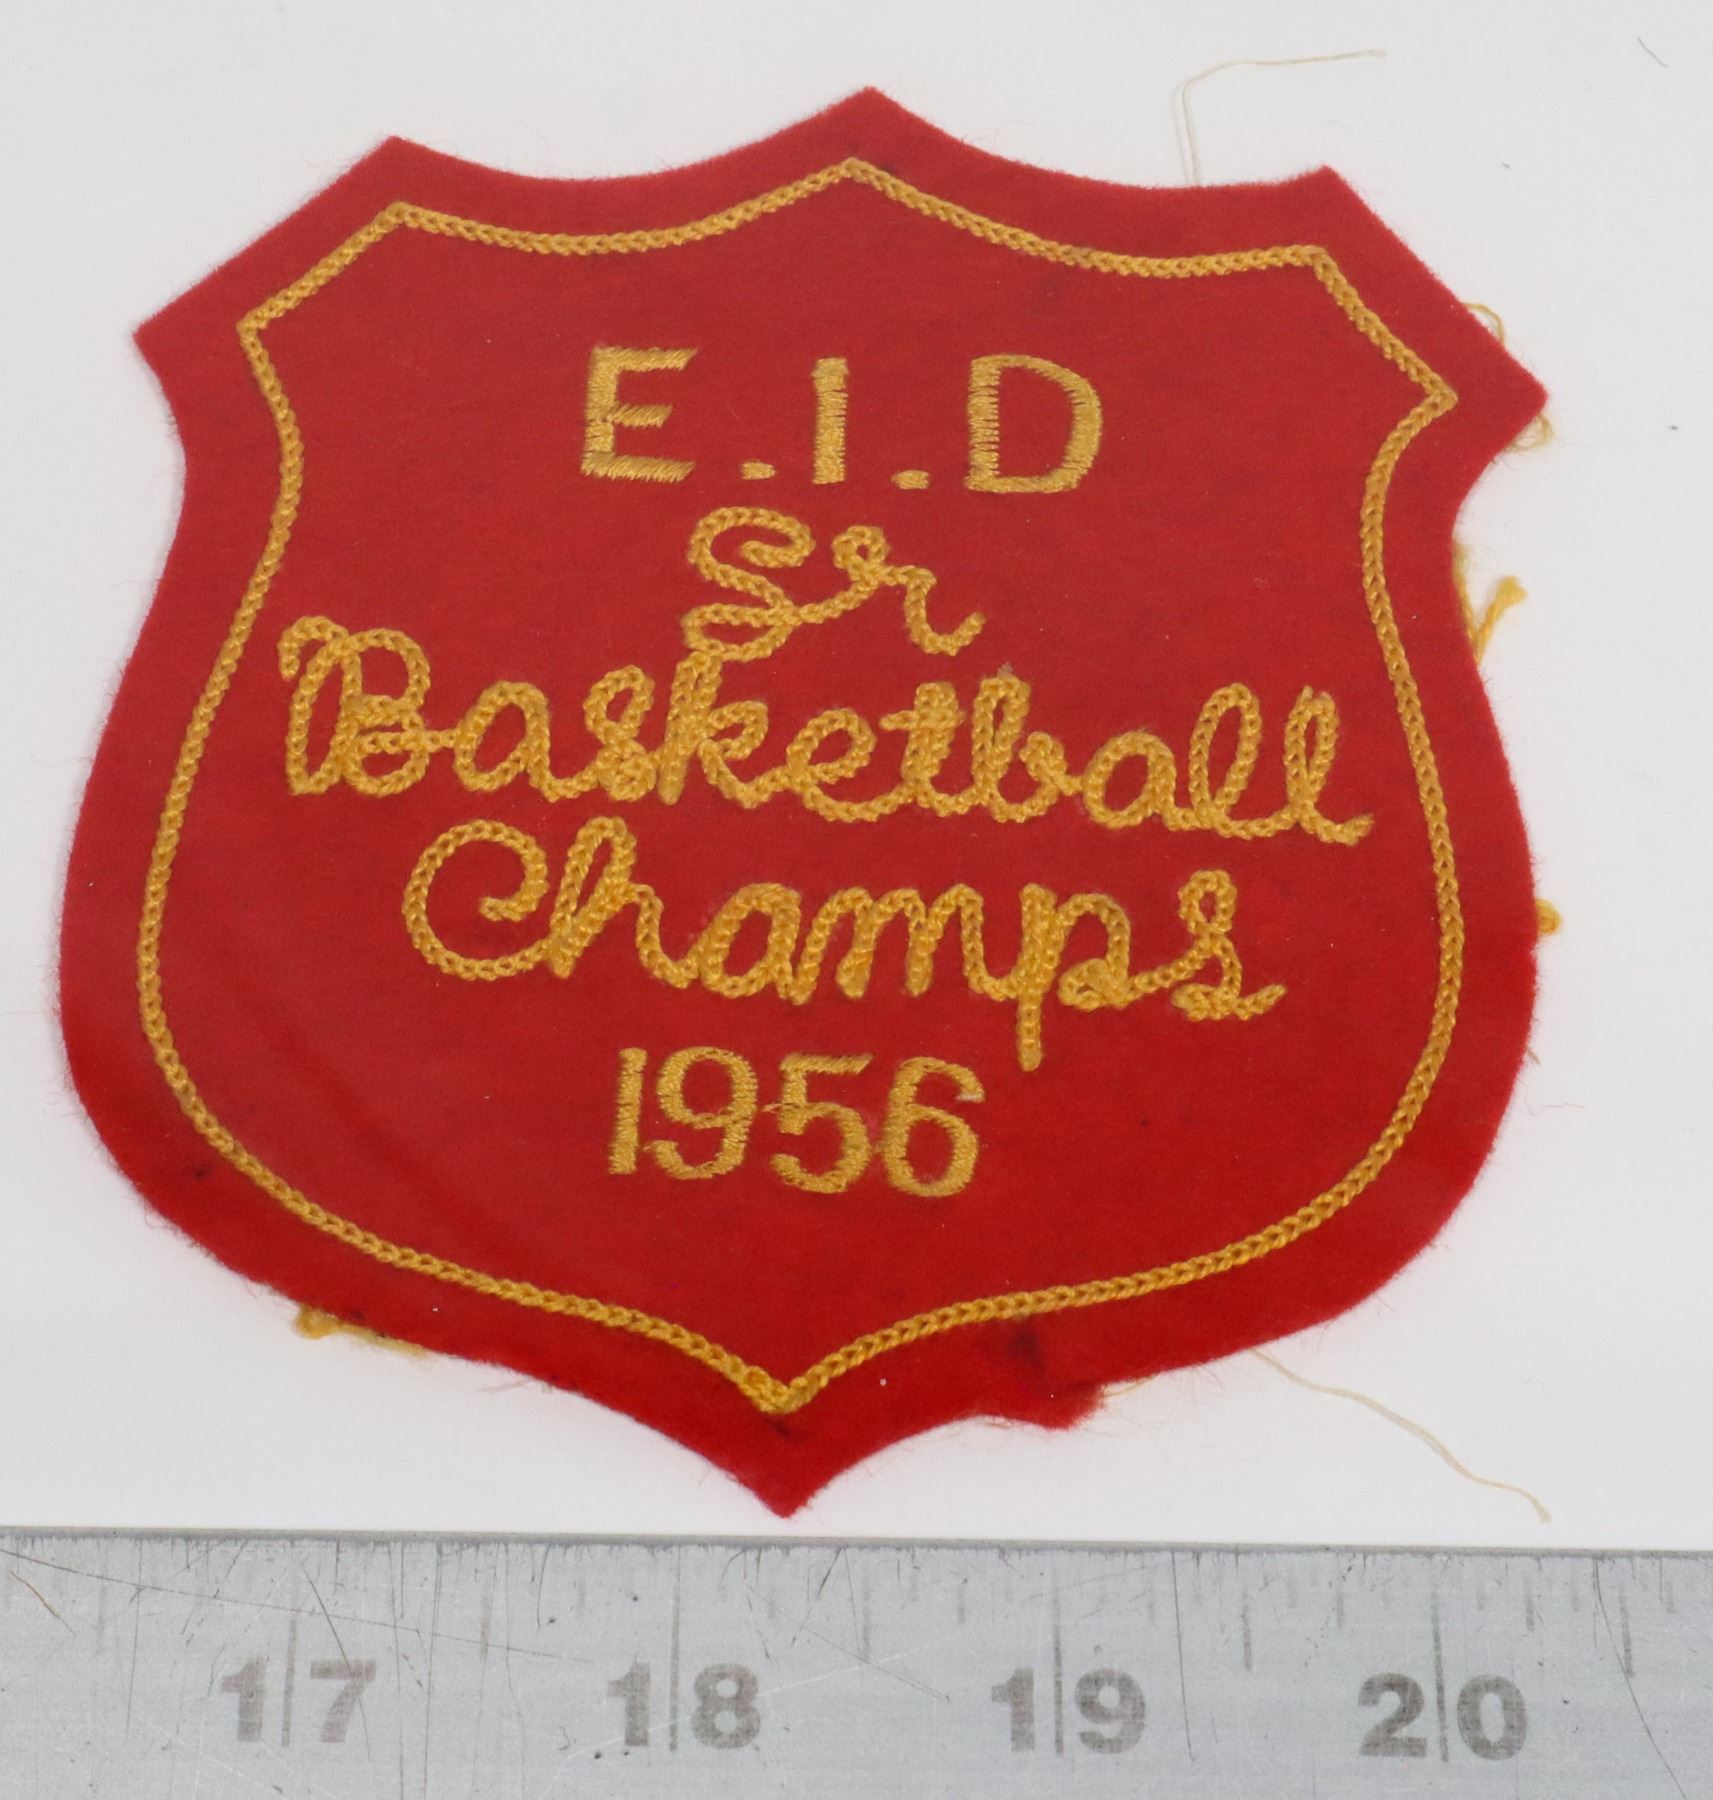 E.I.D
Sr
Basketball
Champs
1956
17 18 19 20